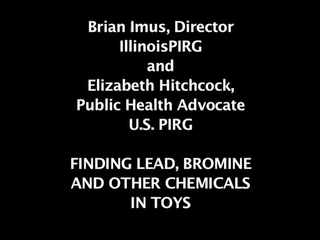 Brian Imus, Director
IllinoisPIRG
and
Elizabeth Hitchcock,
Public Health Advocate
U.S. PIRG
FINDING LEAD, BROMINE
AND OTHER CHEMICALS
IN TOYS